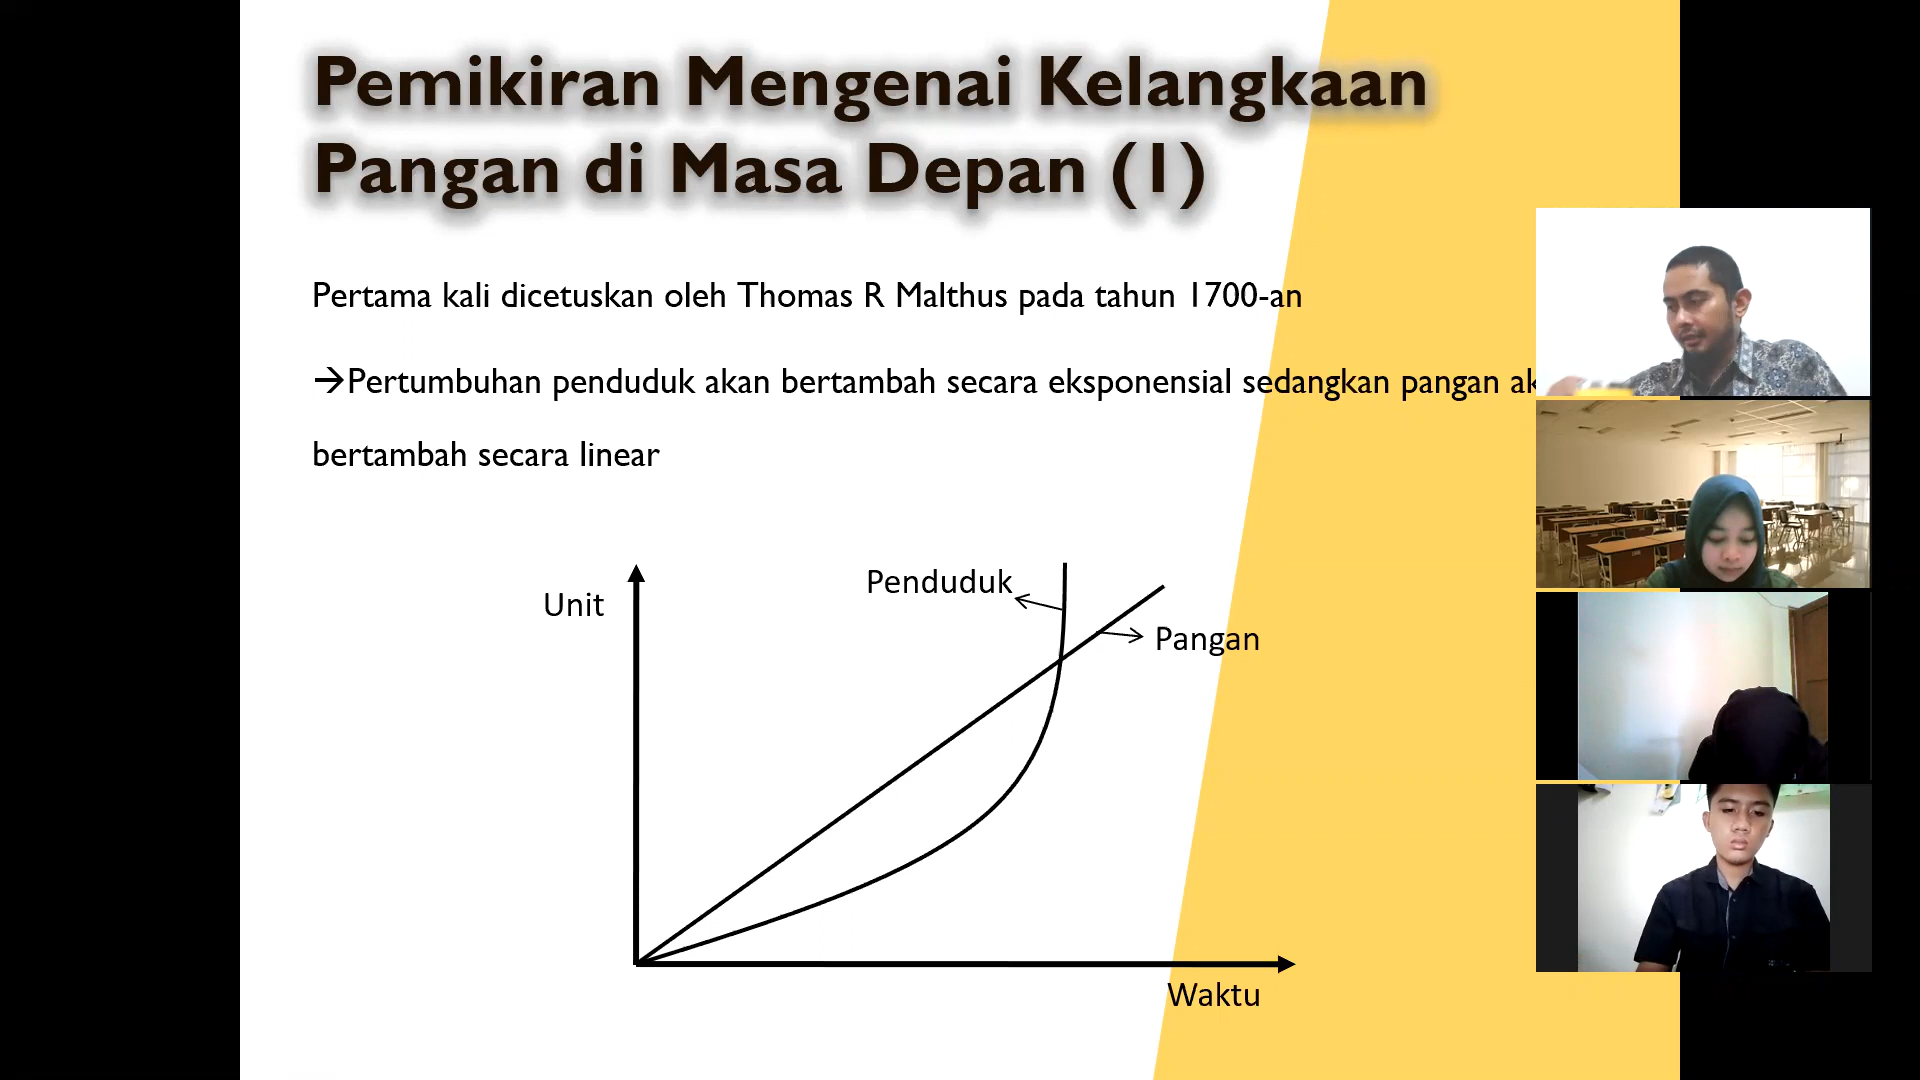 Pemikiran Mengenai Kelangkaan
Pangan di Masa Depan (1)
Pertama kali dicetuskan oleh Thomas R Malthus pada tahun 1700-an
→Pertumbuhan penduduk akan bertambah secara eksponensial sedangkan pangan
bertambah secara linear
Penduduk
Unit
Pangan
Waktu